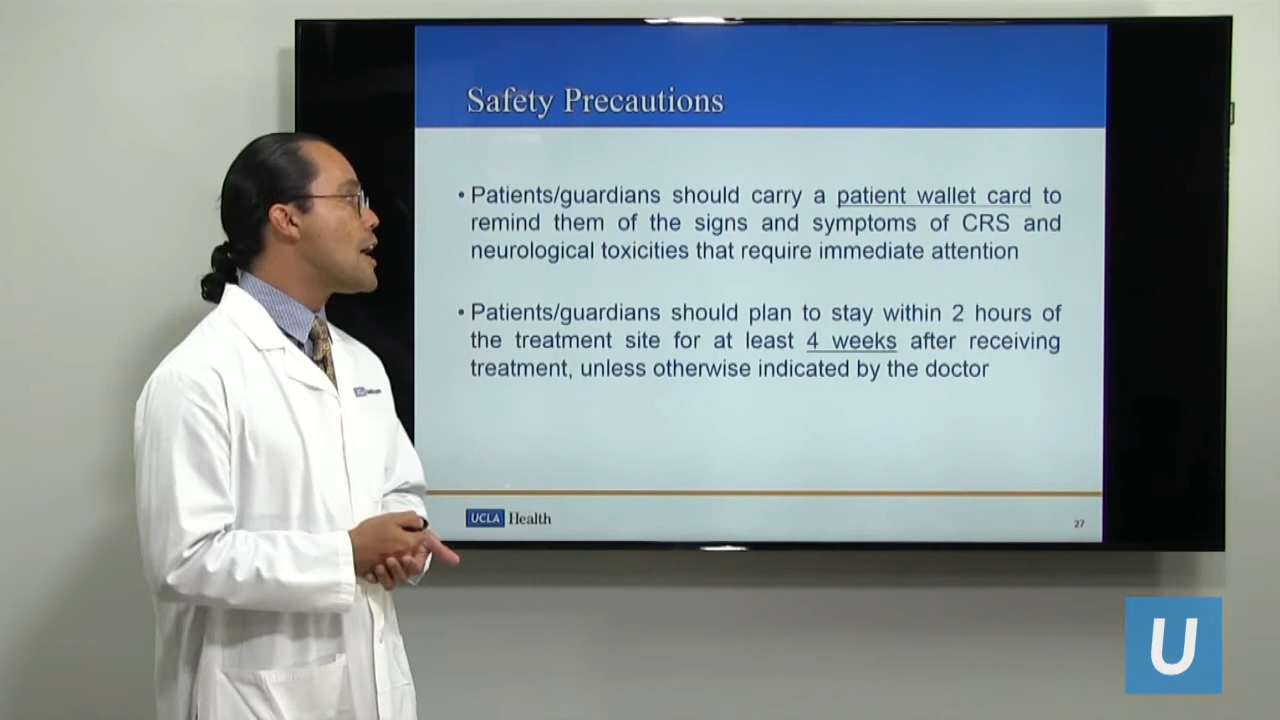 Safety Precautions
• Patients/guardians should carry a patient wallet card to
remind them of the signs and symptoms of CRS and
neurological toxicities that require immediate attention
• Patients/guardians should plan to stay within 2 hours of
the treatment site for at least 4 weeks after receiving
treatment, unless otherwise indicated by the doctor
UCLA Health
27
U